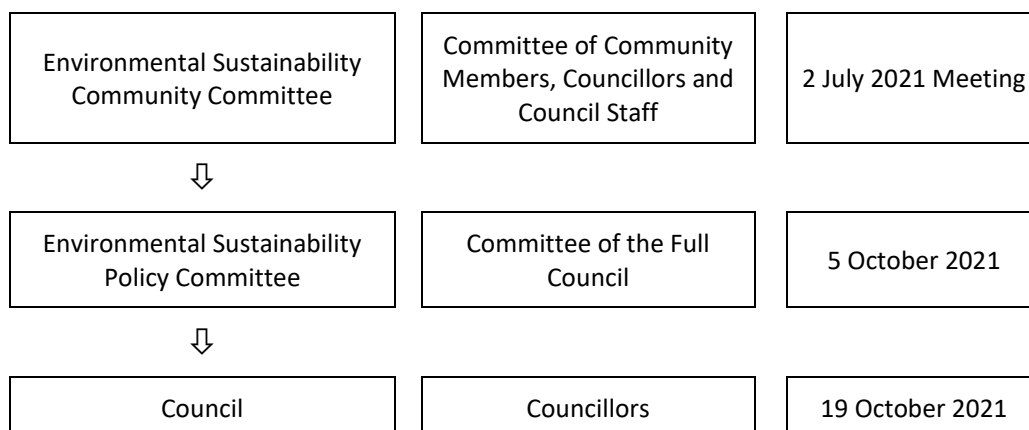 Environmental Sustainability
Community Committee
Committee of Community
Members, Councillors and
Council Staff
2 July 2021 Meeting
Environmental Sustainability
Policy Committee
Committee of the Full
Council
5 October 2021
Council
Councillors
19 October 2021